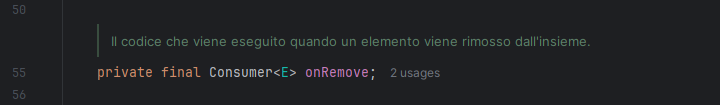 50
Il codice che viene eseguito quando un elemento viene rimosso dall'insieme.
55 private final Consumer<E> onRemove; 2 usages
56